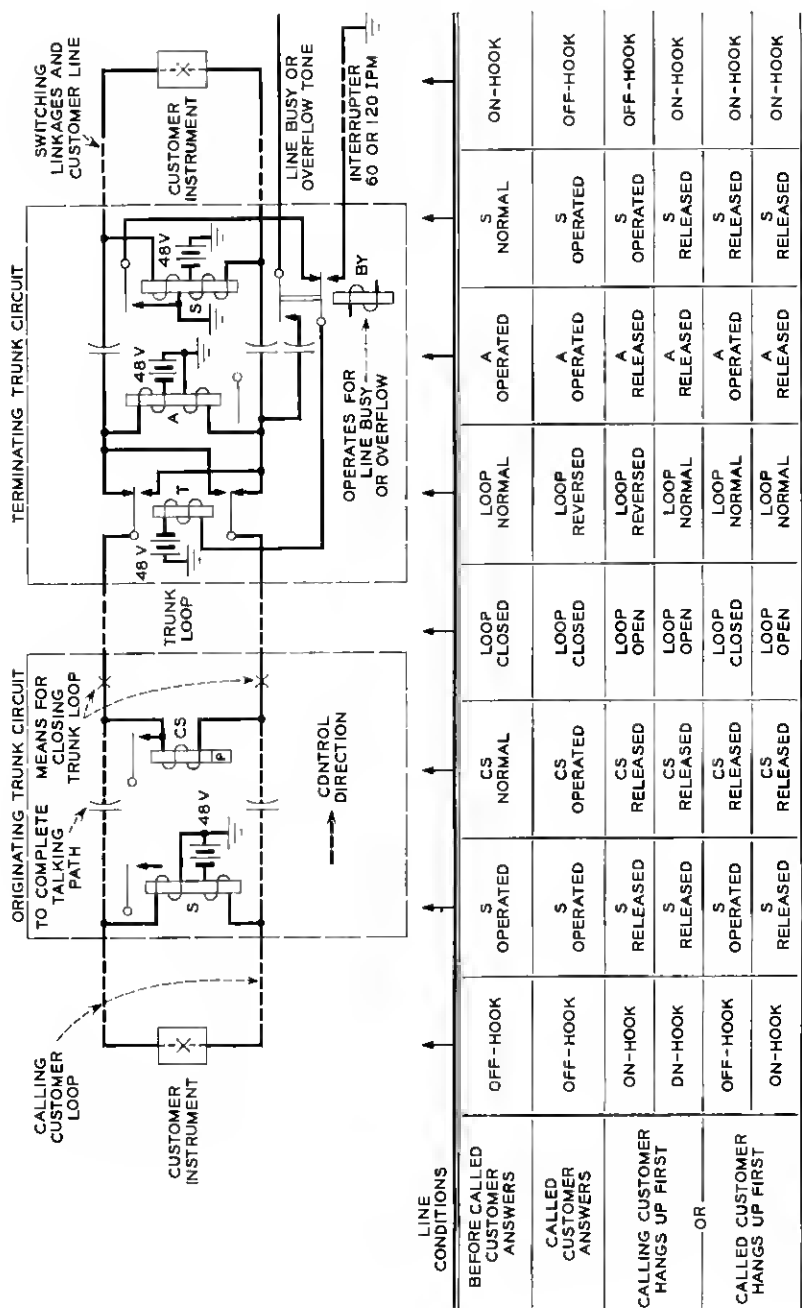 ORIGINATING TRUNK CIRCUIT
TERMINATING TRUNK CIRCUIT
CALLING
CUSTOMER
LOOP
TO COMPLETE
TALKING
PATH
MEANS FOR
CLOSING
TRUNK LOOP
SWITCHING
LINKAGES AND
CUSTOMER LINE
CUSTOMER
INSTRUMENT
S
48 V
CS
P
CONTROL
DIRECTION
TRUNK
LOOP
48 V
T
A
48 V
S
48 V
CUSTOMER
INSTRUMENT
OPERATES FOR
LINE BUSY
OR OVERFLOW
BY
LINE BUSY OR
OVERFLOW TONE
INTERRUPTER
60 OR 120 IPM
LINE
CONDITIONS
BEFORE CALLED
CUSTOMER
ANSWERS
OFF-HOOK
S
OPERATED
CS
NORMAL
LOOP
CLOSED
LOOP
NORMAL
A
OPERATED
S
NORMAL
ON-HOOK
CALLED
CUSTOMER
ANSWERS
OFF-HOOK
S
OPERATED
CS
OPERATED
LOOP
CLOSED
LOOP
REVERSED
A
OPERATED
S
OPERATED
OFF-HOOK
CALLING CUSTOMER
HANGS UP FIRST
ON-HOOK
S
RELEASED
CS
RELEASED
LOOP
OPEN
LOOP
REVERSED
A
RELEASED
S
OPERATED
OFF-HOOK
ON-HOOK
S
RELEASED
CS
RELEASED
LOOP
OPEN
LOOP
NORMAL
A
RELEASED
S
RELEASED
ON-HOOK
OR
CALLED CUSTOMER
HANGS UP FIRST
OFF-HOOK
S
OPERATED
CS
RELEASED
LOOP
CLOSED
LOOP
NORMAL
A
OPERATED
S
RELEASED
ON-HOOK
ON-HOOK
S
RELEASED
CS
RELEASED
LOOP
OPEN
LOOP
NORMAL
A
RELEASED
S
RELEASED
ON-HOOK